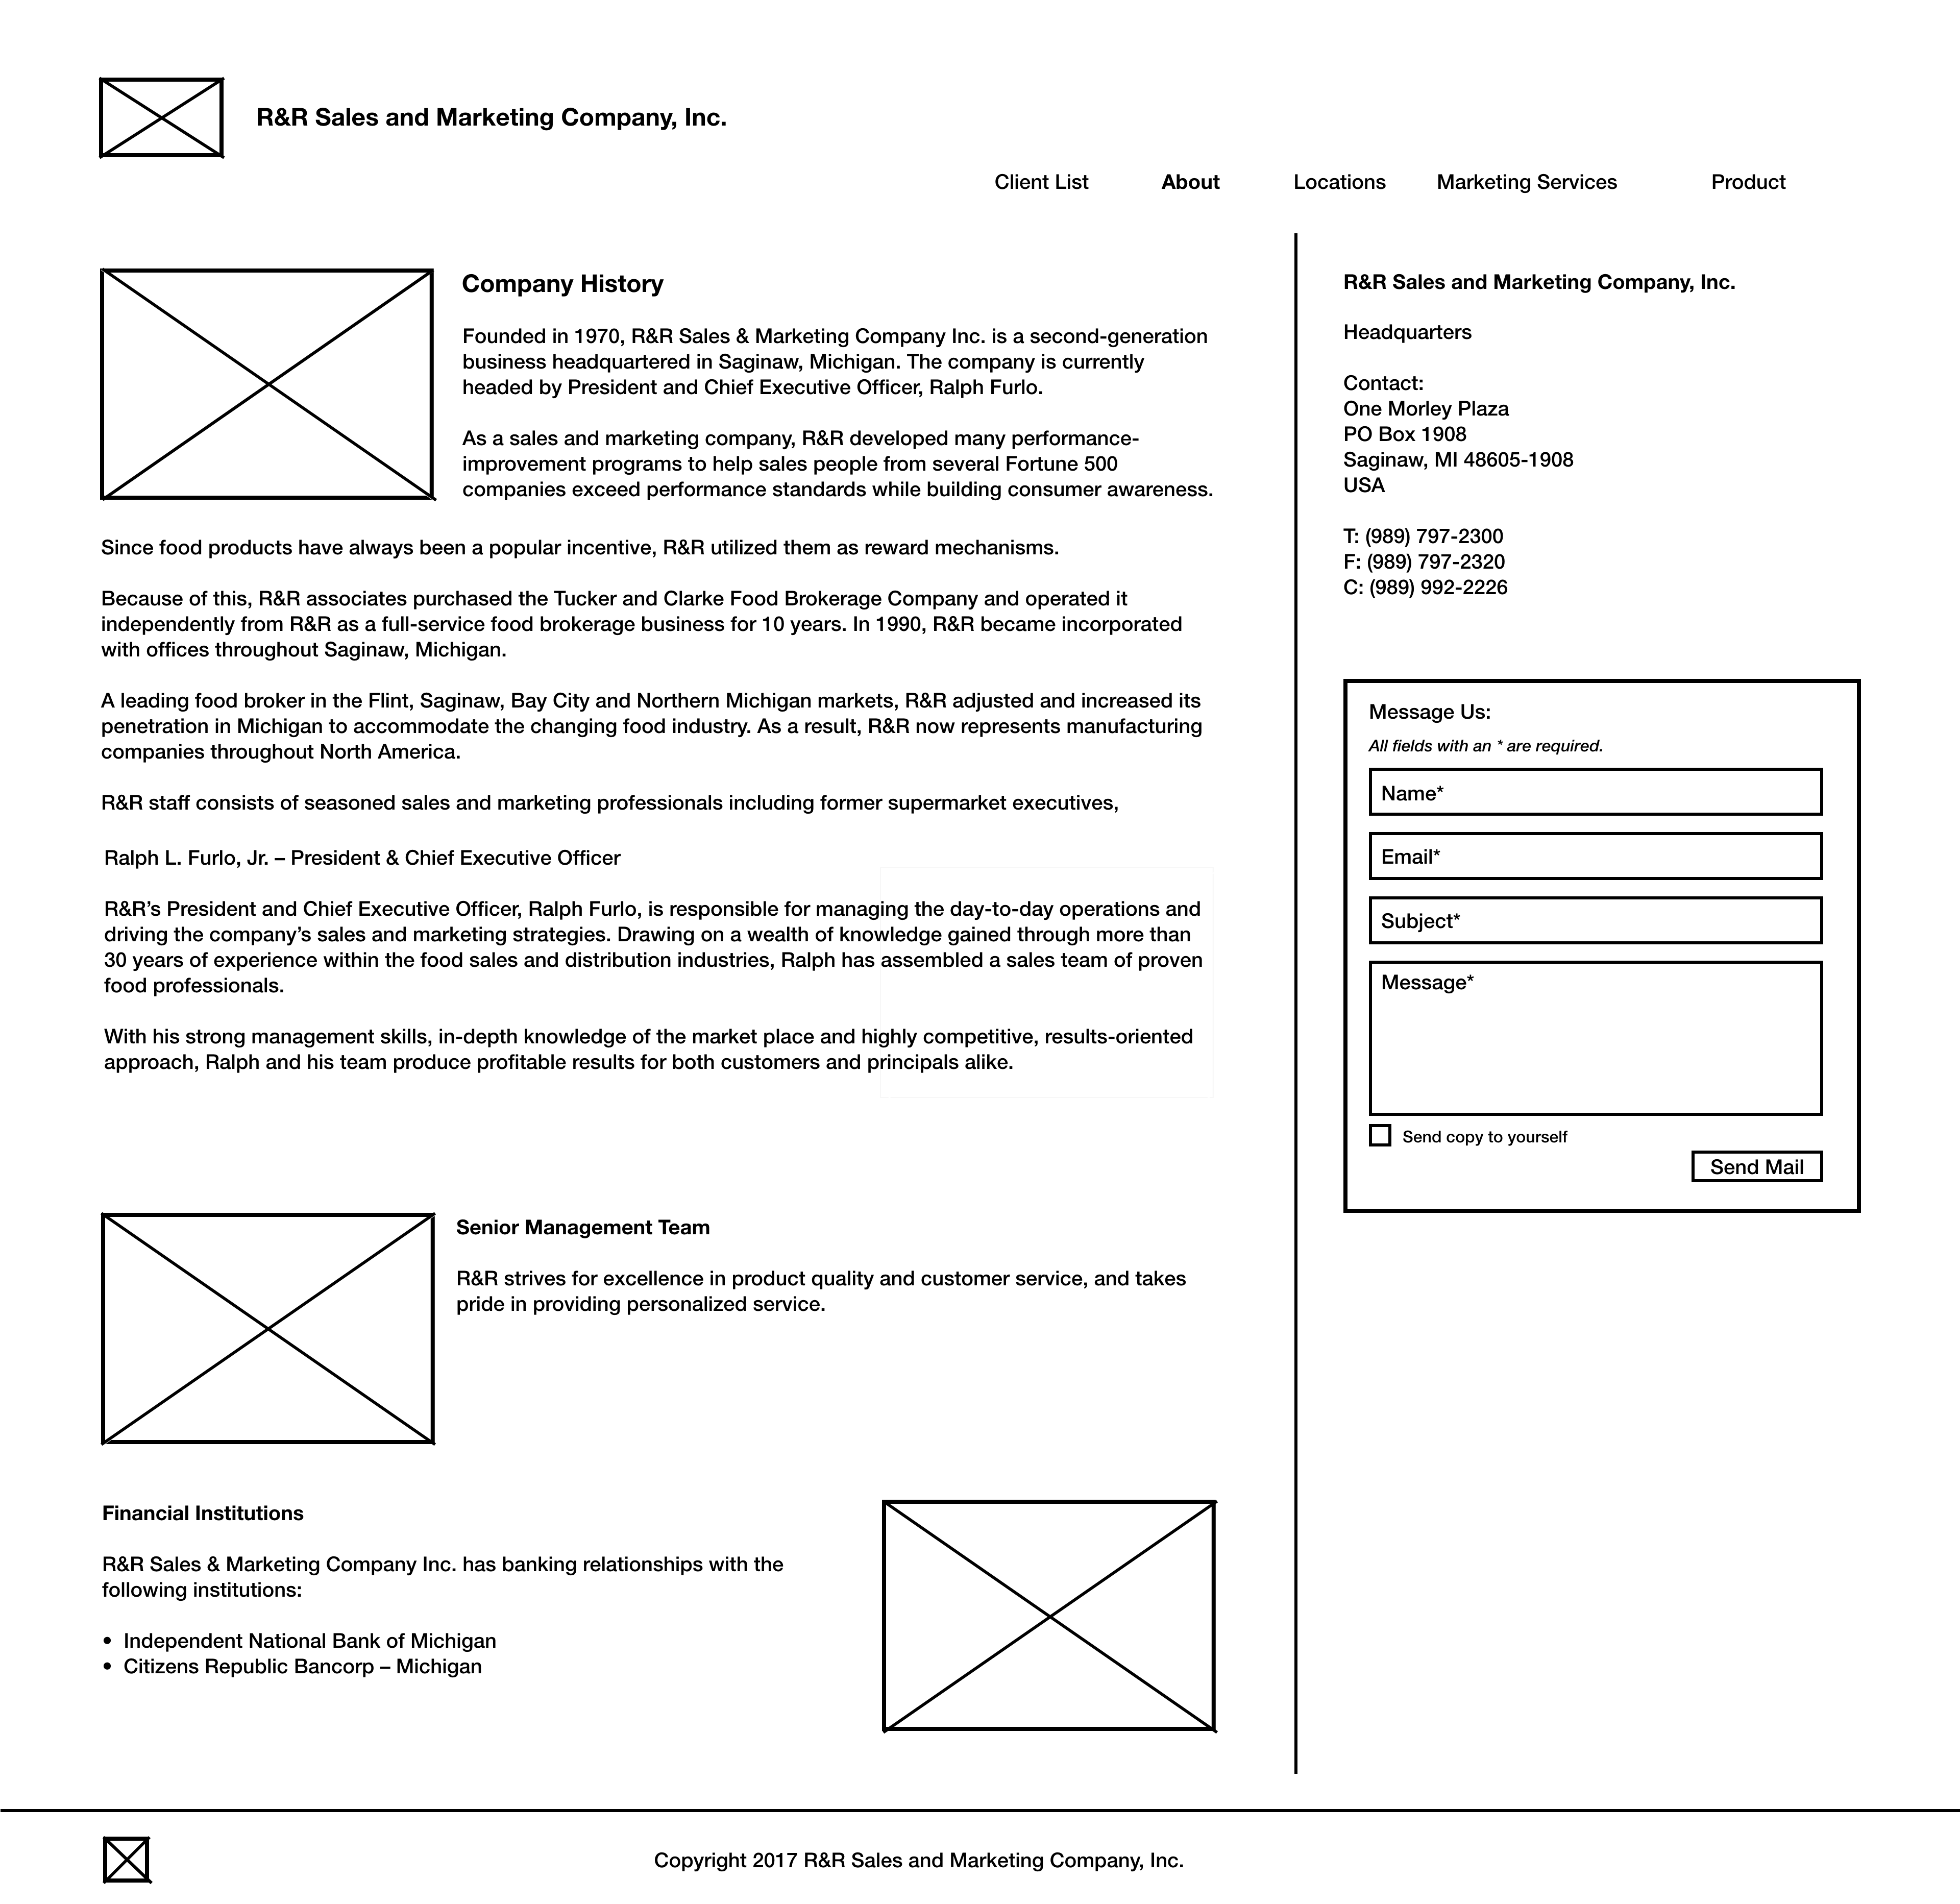 R&R Sales and Marketing Company, Inc.
Client List
About
Locations
Marketing Services
Product
Company History
Founded in 1970, R&R Sales & Marketing Company Inc. is a second-generation
business headquartered in Saginaw, Michigan. The company is currently
headed by President and Chief Executive Officer, Ralph Furlo.
As a sales and marketing company, R&R developed many performance-
improvement programs to help sales people from several Fortune 500
companies exceed performance standards while building consumer awareness.
Since food products have always been a popular incentive, R&R utilized them as reward mechanisms.
Because of this, R&R associates purchased the Tucker and Clarke Food Brokerage Company and operated it
independently from R&R as a full-service food brokerage business for 10 years. In 1990, R&R became incorporated
with offices throughout Saginaw, Michigan.
A leading food broker in the Flint, Saginaw, Bay City and Northern Michigan markets, R&R adjusted and increased its
penetration in Michigan to accommodate the changing food industry. As a result, R&R now represents manufacturing
companies throughout North America.
R&R staff consists of seasoned sales and marketing professionals including former supermarket executives,
Ralph L. Furlo, Jr. – President & Chief Executive Officer
R&R’s President and Chief Executive Officer, Ralph Furlo, is responsible for managing the day-to-day operations and
driving the company’s sales and marketing strategies. Drawing on a wealth of knowledge gained through more than
30 years of experience within the food sales and distribution industries, Ralph has assembled a sales team of proven
food professionals.
With his strong management skills, in-depth knowledge of the market place and highly competitive, results-oriented
approach, Ralph and his team produce profitable results for both customers and principals alike.
Senior Management Team
R&R strives for excellence in product quality and customer service, and takes
pride in providing personalized service.
Financial Institutions
R&R Sales & Marketing Company Inc. has banking relationships with the
following institutions:
• Independent National Bank of Michigan
• Citizens Republic Bancorp – Michigan
R&R Sales and Marketing Company, Inc.
Headquarters
Contact:
One Morley Plaza
PO Box 1908
Saginaw, MI 48605-1908
USA
T: (989) 797-2300
F: (989) 797-2320
C: (989) 992-2226
Message Us:
All fields with an * are required.
Name*
Email*
Subject*
Message*
Send copy to yourself
Send Mail
Copyright 2017 R&R Sales and Marketing Company, Inc.